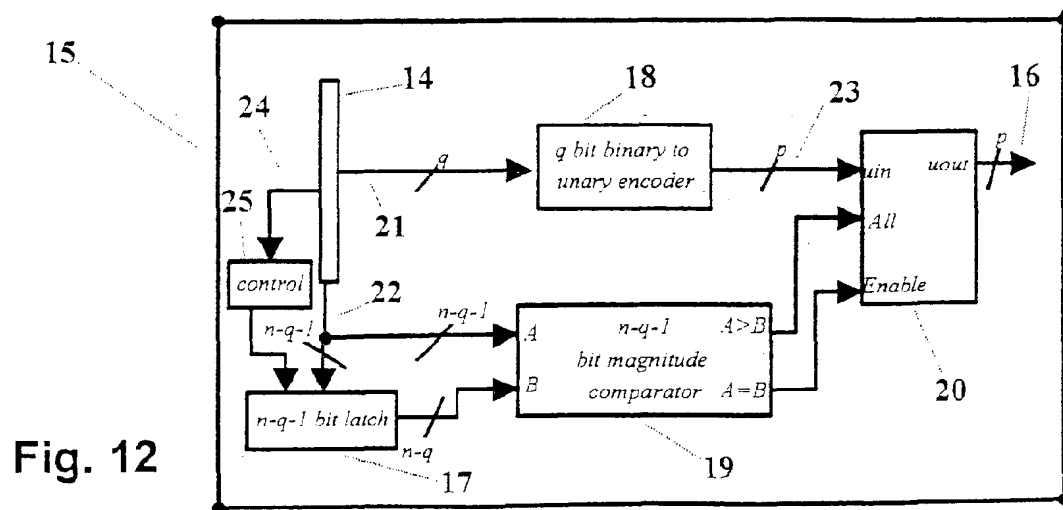 15
24
14
18
23
16
q
q bit binary to
unary encoder
p
uin
uout
p
25
21
All
control
22
n-q-1
n-q-1
A
n-q-1
A>B
Enable
bit magnitude
B
comparator
A=B
20
n-q-1 bit latch
n-q
Fig. 12
17
19